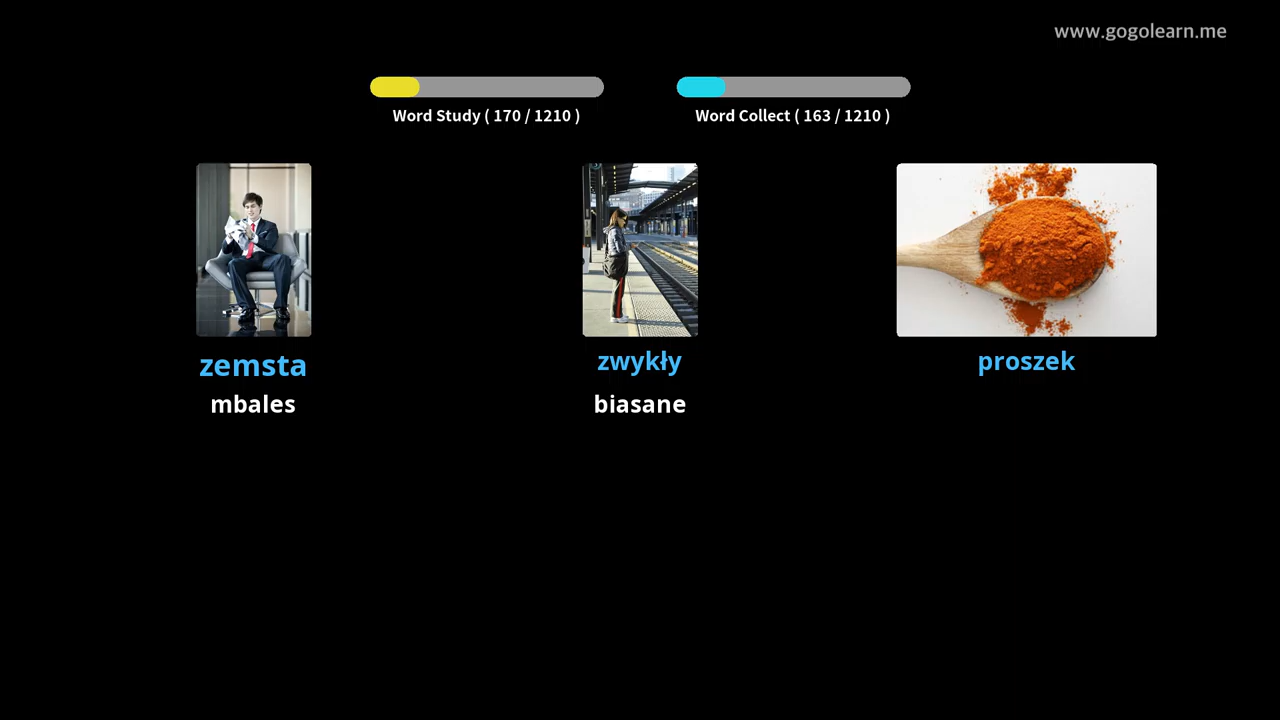 www.gogolearn.me
Word Study ( 170 / 1210 )
Word Collect ( 163 / 1210 )
zemsta
zwykły
proszek
mbales
biasane